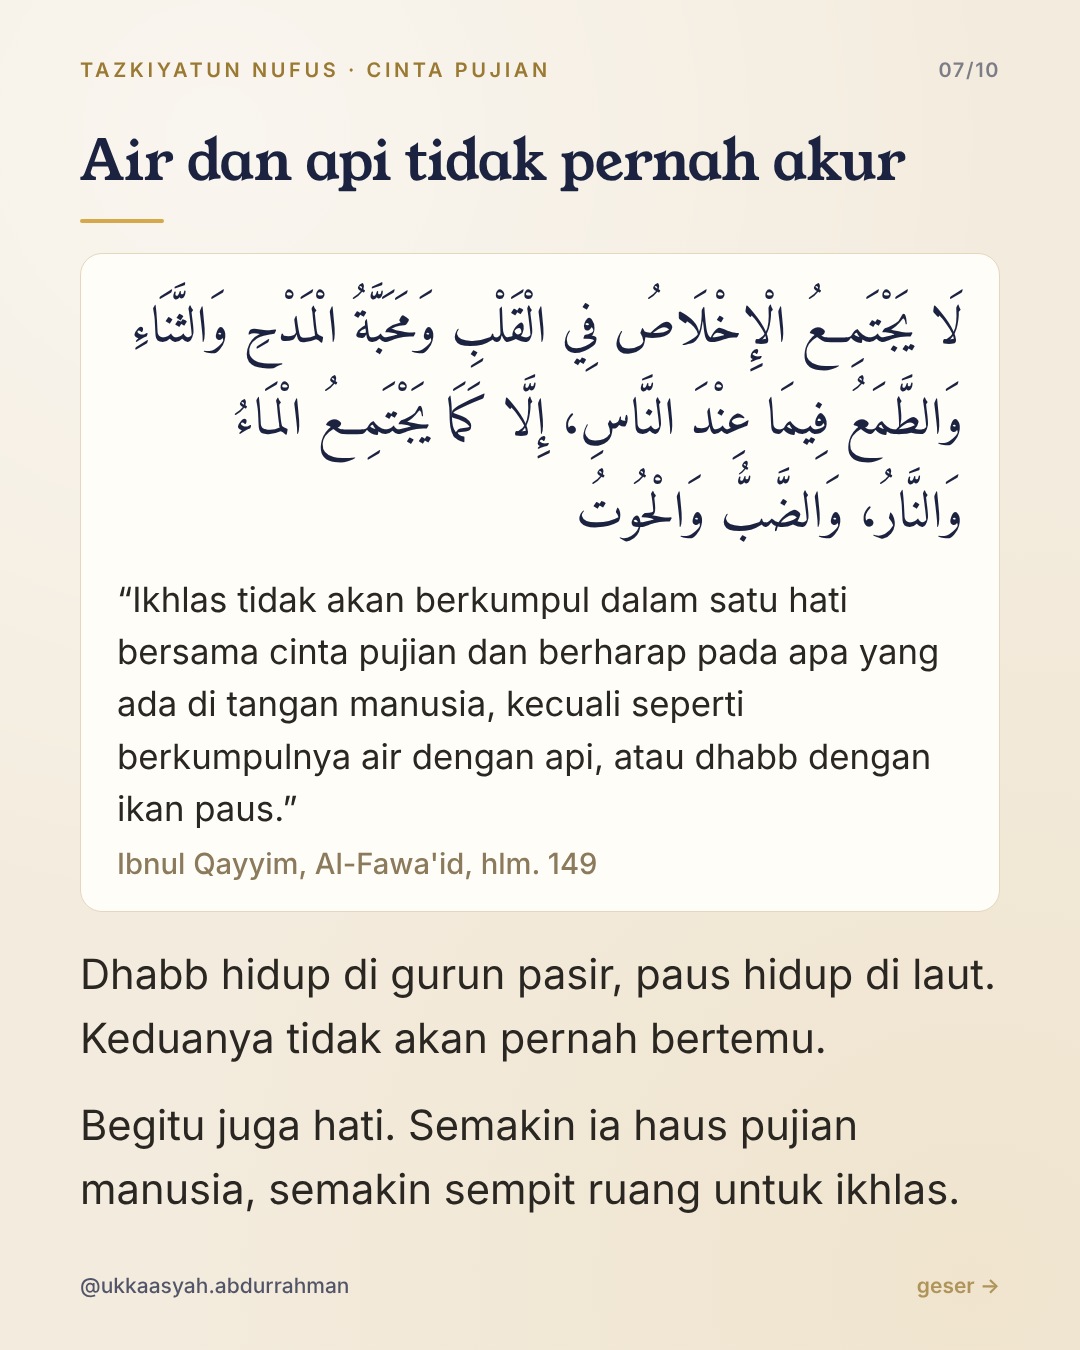 TAZKIYATUN NUFUS · CINTA PUJIAN
07/10
Air dan api tidak pernah akur
لَا يَجْتَمِـعُ الْإِخْلَاصُ فِي الْقَلْبِ وَمَحَبَّةُ الْمَدْحِ وَالثَّنَاءِ
وَالطَّمَعُ فِيمَا عِنْدَ النَّاسِ، إِلَّا كَمَا يَجْتَمِـعُ الْمَاءُ
وَالنَّارُ، وَالضَّبُّ وَالْحُوتُ
“Ikhlas tidak akan berkumpul dalam satu hati
bersama cinta pujian dan berharap pada apa yang
ada di tangan manusia, kecuali seperti
berkumpulnya air dengan api, atau dhabb dengan
ikan paus.”
Ibnul Qayyim, Al-Fawa'id, hlm. 149
Dhabb hidup di gurun pasir, paus hidup di laut.
Keduanya tidak akan pernah bertemu.
Begitu juga hati. Semakin ia haus pujian
manusia, semakin sempit ruang untuk ikhlas.
@ukkaasyah.abdurrahman
geser →